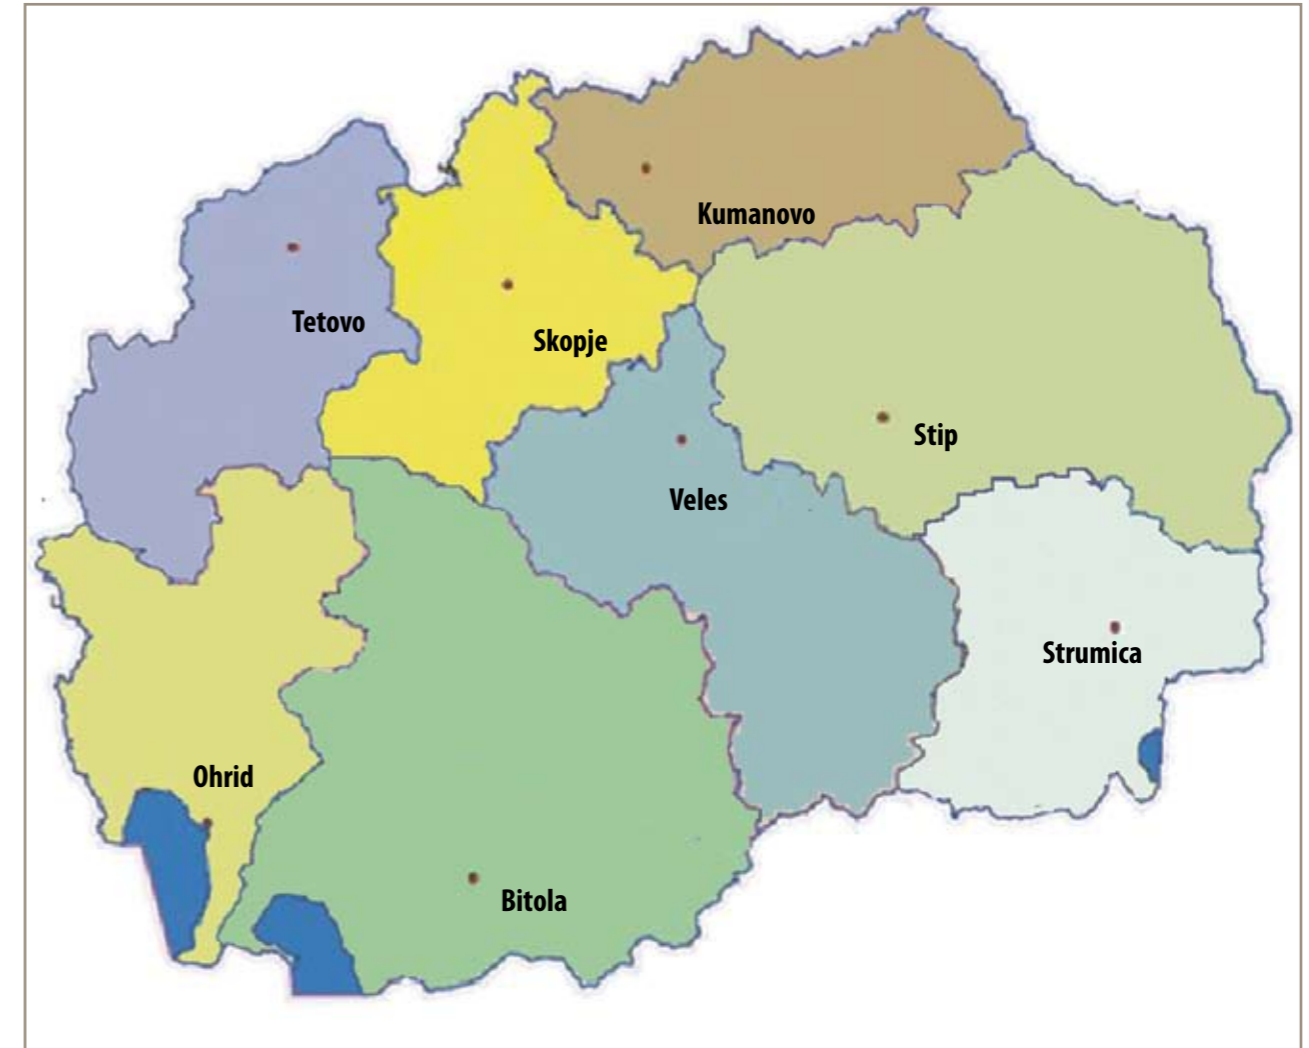 Kumanovo
Tetovo
Skopje
Stip
Veles
Strumica
Ohrid
Bitola